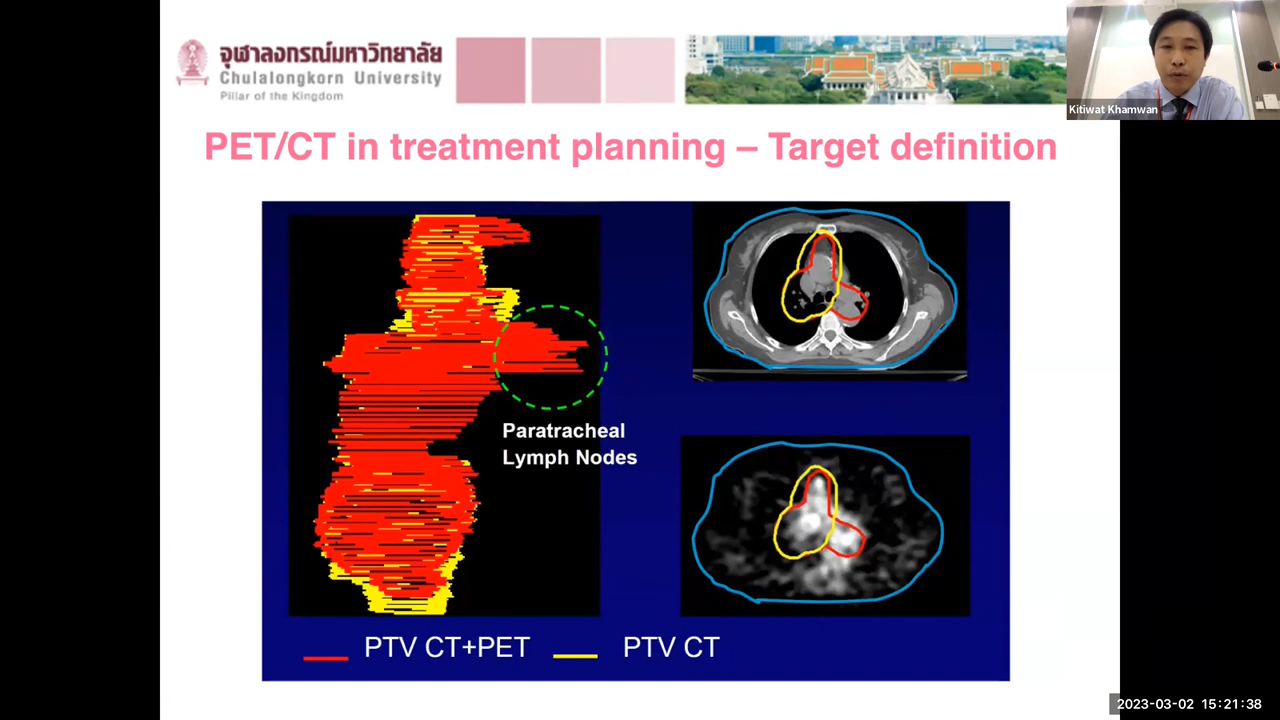 จุฬาลงกรณ์มหาวิทยาลัย
Chulalongkorn University
Pillar of the Kingdom
Kitiwat Khamwan
PET/CT in treatment planning – Target definition
Paratracheal
Lymph Nodes
PTV CT+PET
PTV CT
2023-03-02 15:21:38